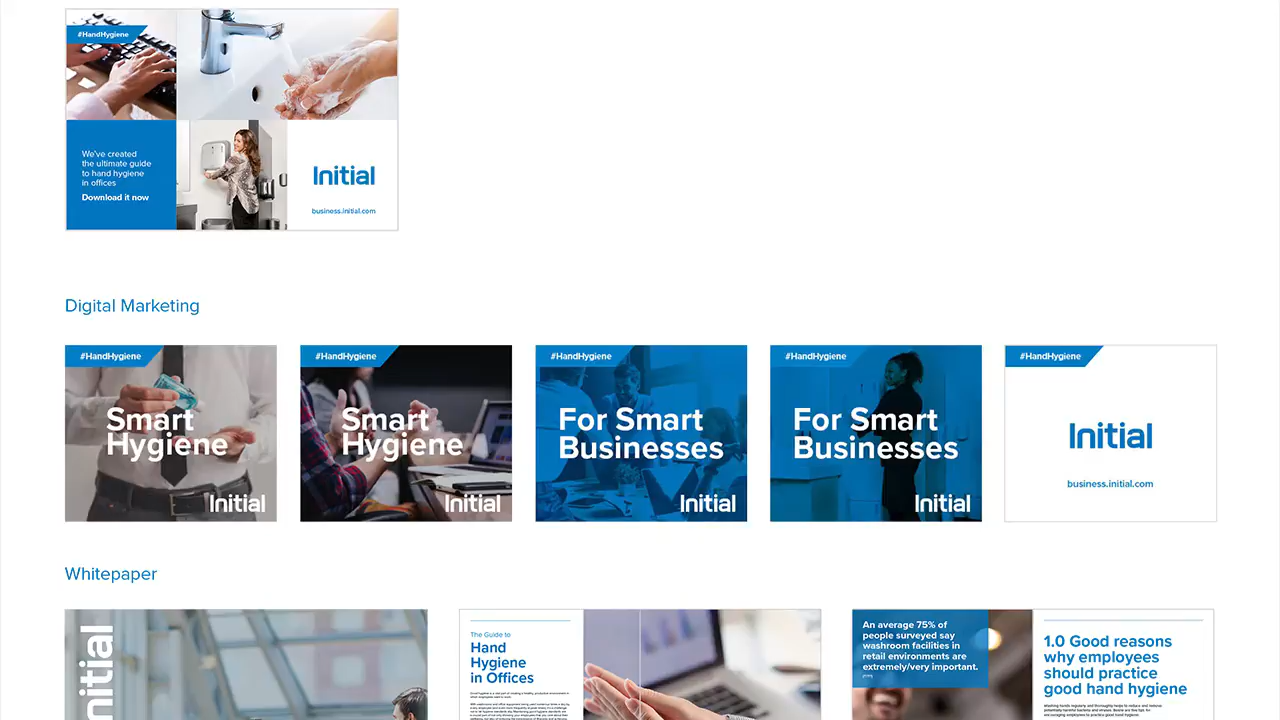 #HandHygiene
We've created
the ultimate guide
to hand hygiene
in offices
Download it now
Initial
business.initial.com
Digital Marketing
#HandHygiene
Smart
Hygiene
Initial
#HandHygiene
Smart
Hygiene
Initial
#HandHygiene
For Smart
Businesses
Initial
#HandHygiene
For Smart
Businesses
Initial
#HandHygiene
Initial
business.initial.com
Whitepaper
Initial
The Guide to
Hand
Hygiene
in Offices
An average 75% of
people surveyed say
washroom facilities in
retail environments are
extremely/very important.
1.0 Good reasons
why employees
should practice
good hand hygiene